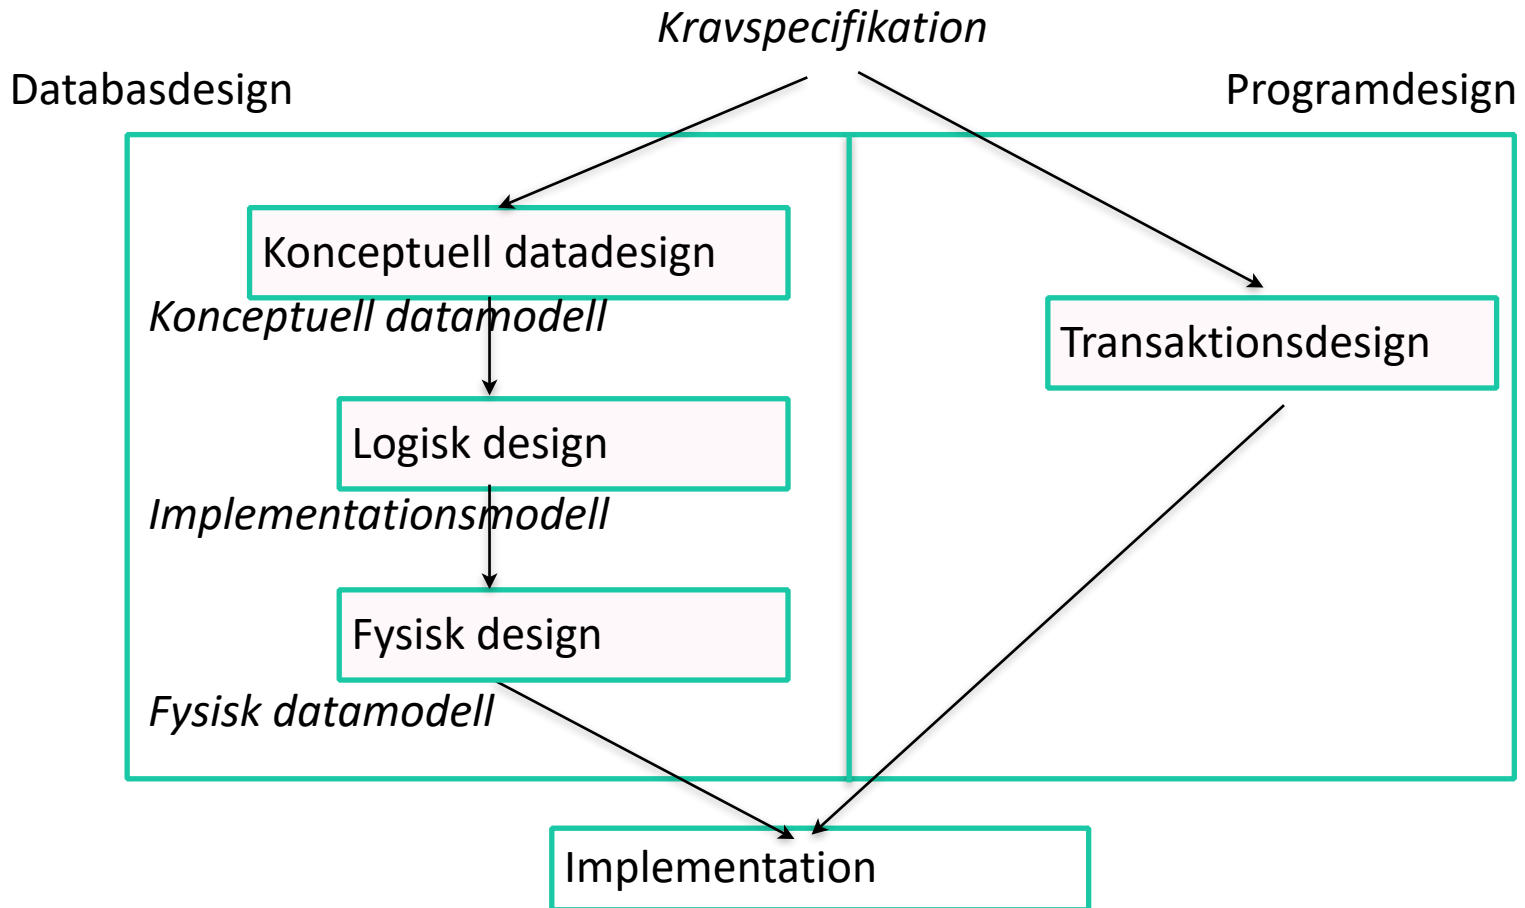 Kravspecifikation
Databasdesign
Programdesign
Konceptuell datadesign
Konceptuell datamodell
Transaktionsdesign
Logisk design
Implementationsmodell
Fysisk design
Fysisk datamodell
Implementation